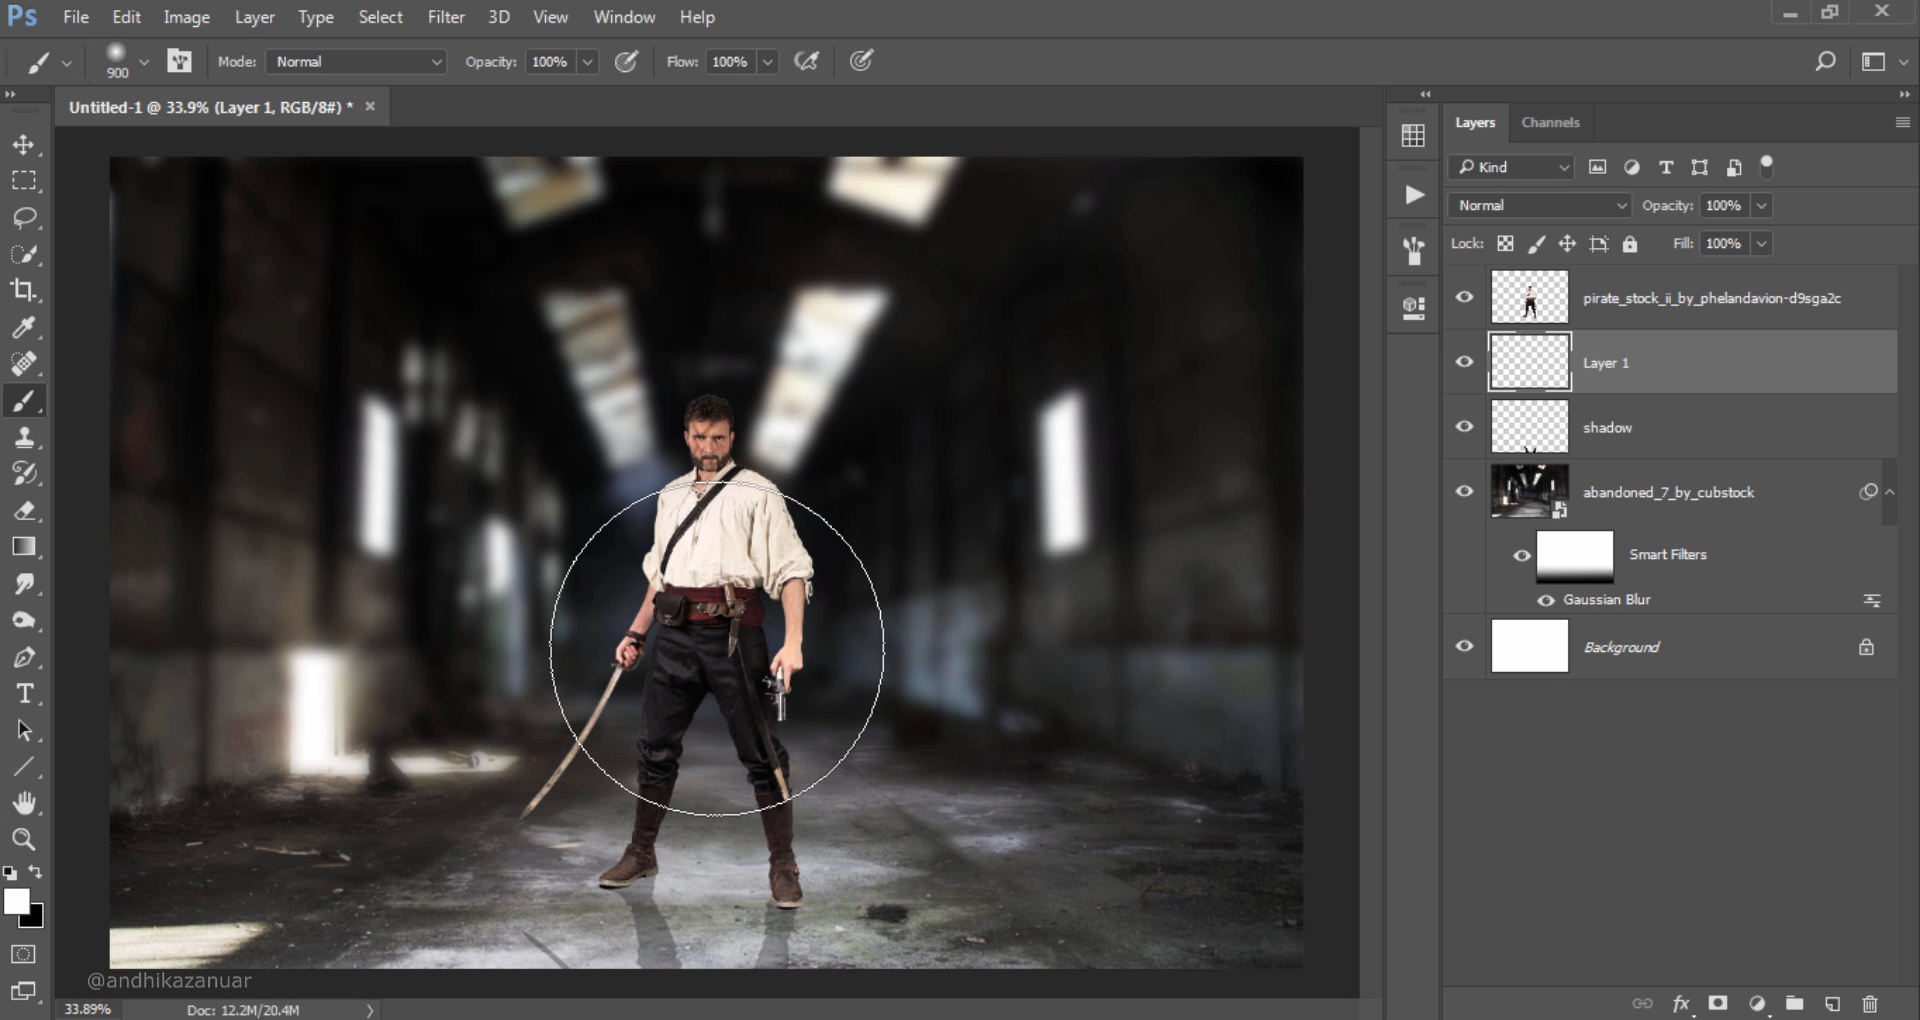 Ps File Edit Image Layer Type Select Filter 3D View Window Help
900 Mode: Normal Opacity: 100% Flow: 100%
Untitled-1 @ 33.9% (Layer 1, RGB/8#) *
Layers Channels
Kind
Normal Opacity: 100%
Lock: Fill: 100%
pirate_stock_ii_by_phelandavion-d9sga2c
Layer 1
shadow
abandoned_7_by_cubstock
Smart Filters
Gaussian Blur
Background
@andhikazanuar
33.89% Doc: 12.2M/20.4M
fx